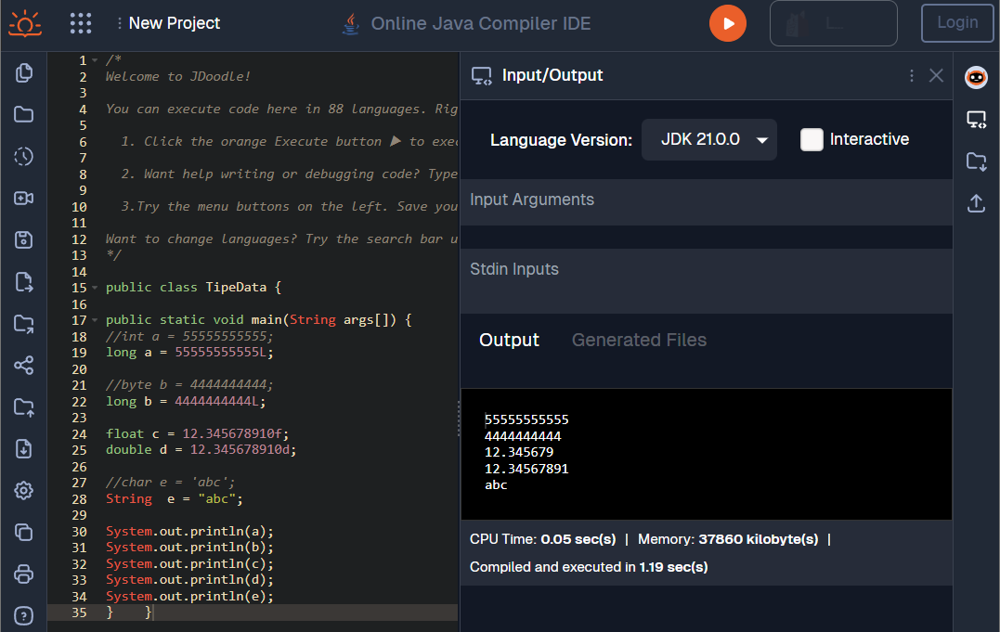 New Project
Online Java Compiler IDE
Login
1 /*
2 Welcome to JDoodle!
3
4 You can execute code here in 88 languages. Rig
5
6 1. Click the orange Execute button ▶ to exec
7
8 2. Want help writing or debugging code? Type
9
10 3.Try the menu buttons on the left. Save you
11
12 Want to change languages? Try the search bar u
13 */
14
15 public class TipeData {
16
17 public static void main(String args[]) {
18 //int a = 55555555555;
19 long a = 55555555555L;
20
21 //byte b = 4444444444;
22 long b = 4444444444L;
23
24 float c = 12.345678910f;
25 double d = 12.345678910d;
26
27 //char e = 'abc';
28 String  e = "abc";
29
30 System.out.println(a);
31 System.out.println(b);
32 System.out.println(c);
33 System.out.println(d);
34 System.out.println(e);
35 }    }
Input/Output
Language Version: JDK 21.0.0 Interactive
Input Arguments
Stdin Inputs
Output Generated Files
55555555555
4444444444
12.345679
12.34567891
abc
CPU Time: 0.05 sec(s) | Memory: 37860 kilobyte(s) |
Compiled and executed in 1.19 sec(s)